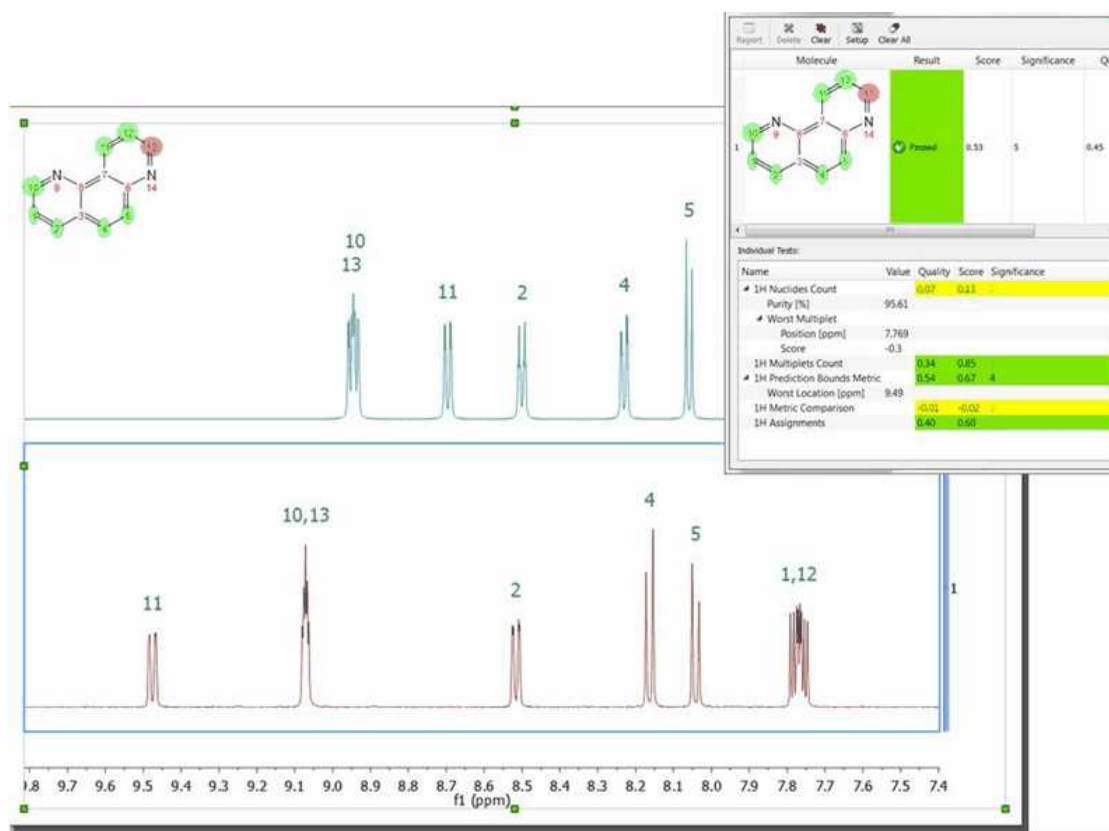 Report Delete Clear Setup Clear All
Molecule Result Score Significance
1 Passed 0.53 5 0.45
N
9
N
14
Individual Tests:
Name Value Quality Score Significance
1H Nuclides Count 0.07 0.13
Purity [%] 95.61
Worst Multiplet
Position [ppm] 7.769
Score -0.3
1H Multiplets Count 0.34 0.85
1H Prediction Bounds Metric 0.54 0.67 4
Worst Location [ppm] 9.49
1H Metric Comparison -0.01 -0.02
1H Assignments 0.40 0.60
N
9
N
14
10
13
11
2
4
5
11
10,13
2
4
5
1,12
1
9.7 9.6 9.5 9.4 9.3 9.2 9.1 9.0 8.9 8.8 8.7 8.6 8.5 8.4 8.3 8.2 8.1 8.0 7.9 7.8 7.7 7.6 7.5 7.4
f1 (ppm)